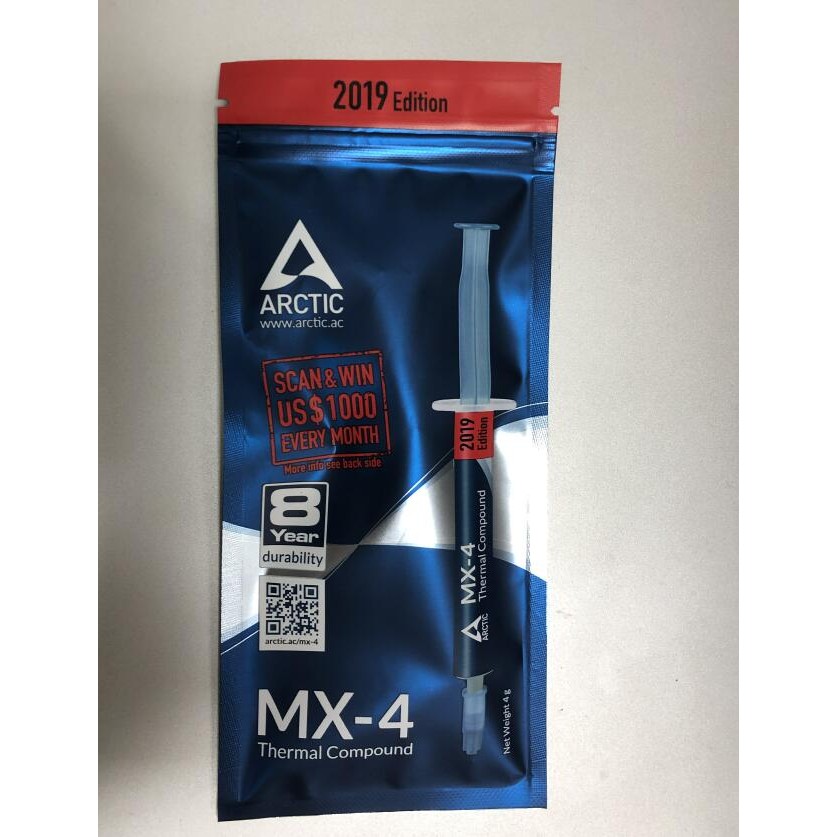 2019 Edition
ARCTIC
www.arctic.ac
SCAN & WIN
US$1000
EVERY MONTH
More info see back side
8
Year
durability
arctic.ac/mx-4
MX-4
Thermal Compound
2019
Edition
MX-4
Thermal Compound
ARCTIC
Net Weight 4 g